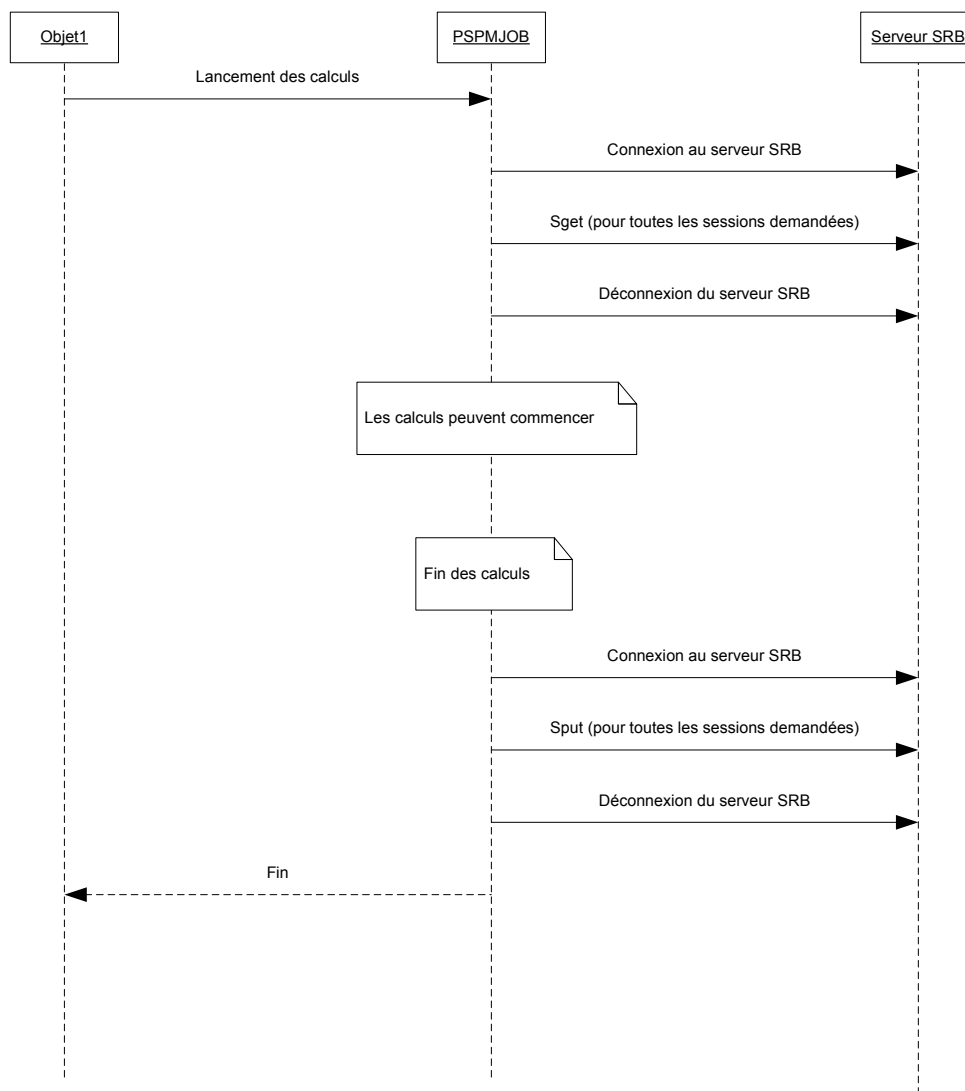 Objet1
PSPMJOB
Serveur SRB
Lancement des calculs
Connexion au serveur SRB
Sget (pour toutes les sessions demandées)
Déconnexion du serveur SRB
Les calculs peuvent commencer
Fin des calculs
Connexion au serveur SRB
Sput (pour toutes les sessions demandées)
Déconnexion du serveur SRB
Fin